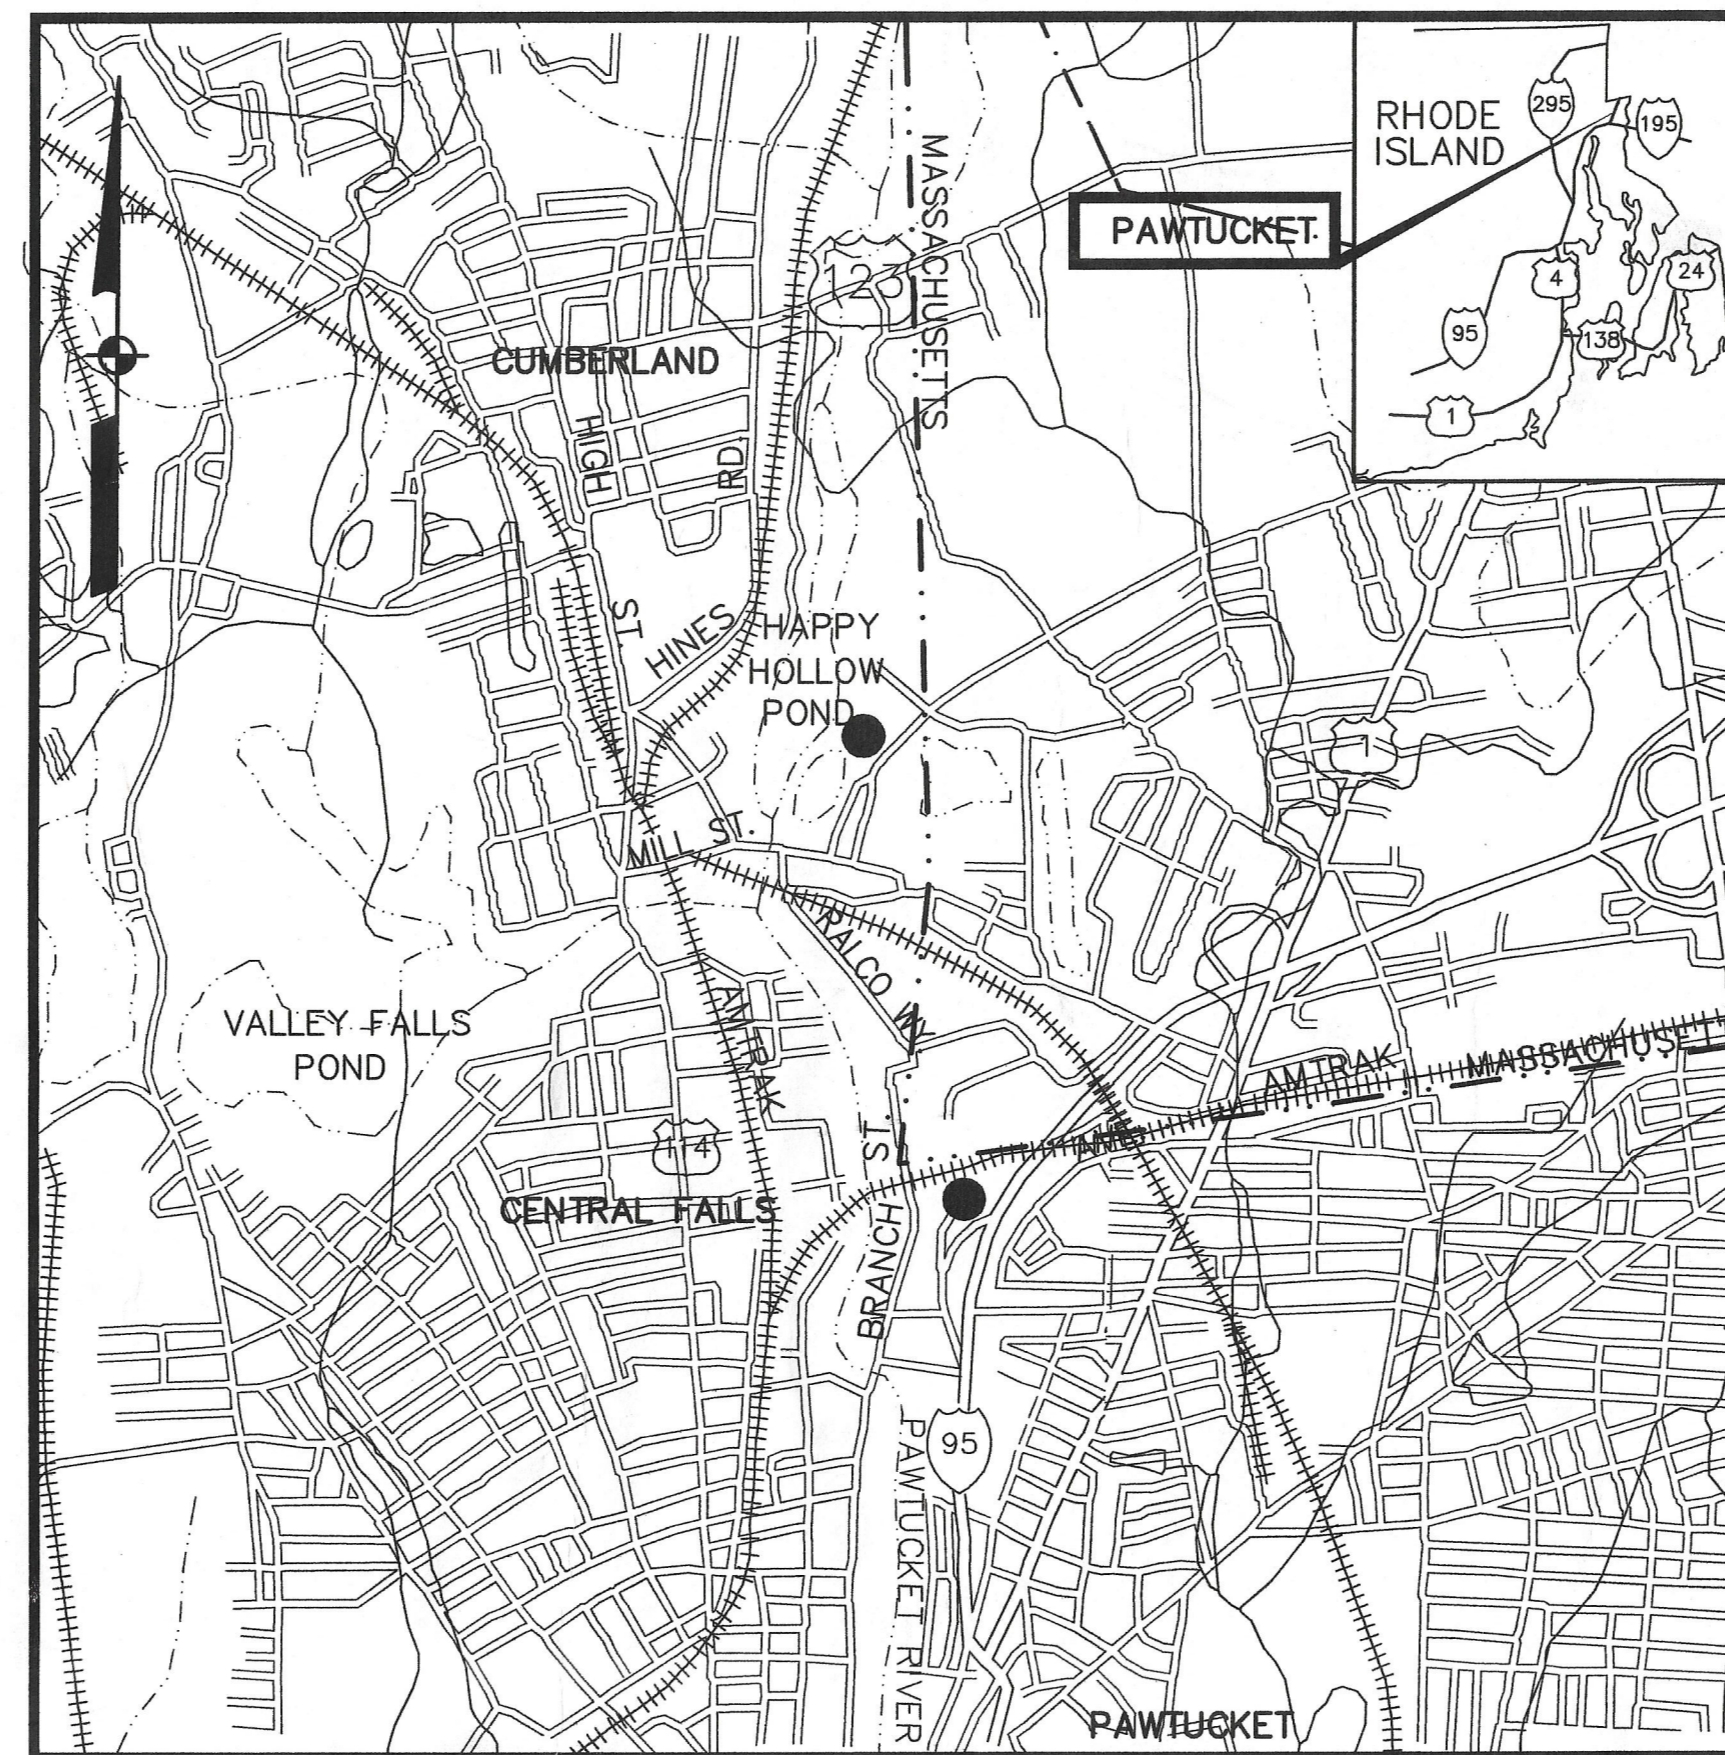 RHODE
ISLAND
295
195
4
24
95
138
1
PAWTUCKET
MASSACHUSETTS
123
CUMBERLAND
HIGH
ST.
HINES
RD.
HAPPY
HOLLOW
POND
1
MILL ST.
RALCO WY
VALLEY FALLS
POND
AMTRAK
AMTRAK
114
CENTRAL FALLS
BRANCH ST.
95
PAWTUCKET RIVER
PAWTUCKET